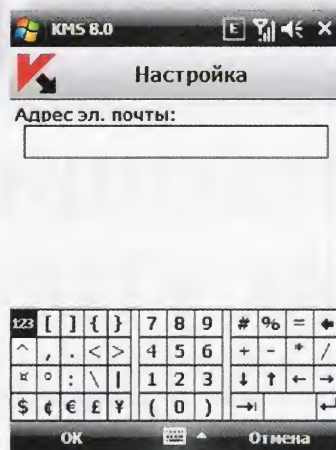 KMS 8.0 E
Настройка
Адрес эл. почты:
123 [ ] { } 7 8 9 # % =
^ , . < > 4 5 6 + - * /
¤ ° : \ | 1 2 3 ↓ ↑ ← →
$ ¢ € £ ¥ ( 0 )
ОК Отмена